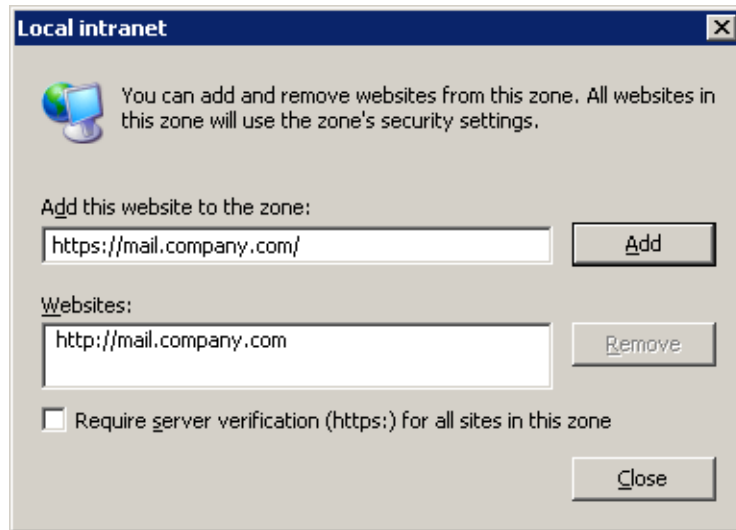 Local intranet
You can add and remove websites from this zone. All websites in
this zone will use the zone's security settings.
Add this website to the zone:
https://mail.company.com/
Add
Websites:
http://mail.company.com
Remove
Require server verification (https:) for all sites in this zone
Close